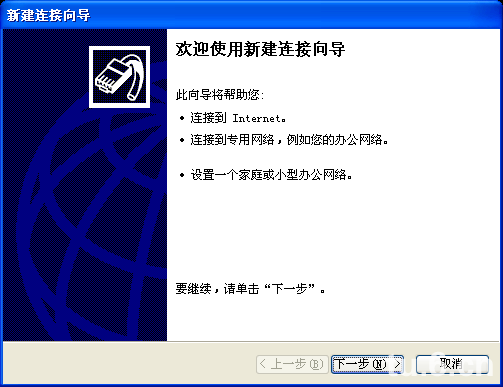 新建连接向导
欢迎使用新建连接向导
此向导将帮助您:
• 连接到 Internet。
• 连接到专用网络，例如您的办公网络。
• 设置一个家庭或小型办公网络。
要继续，请单击“下一步”。
< 上一步(B) 下一步(N) > 取消